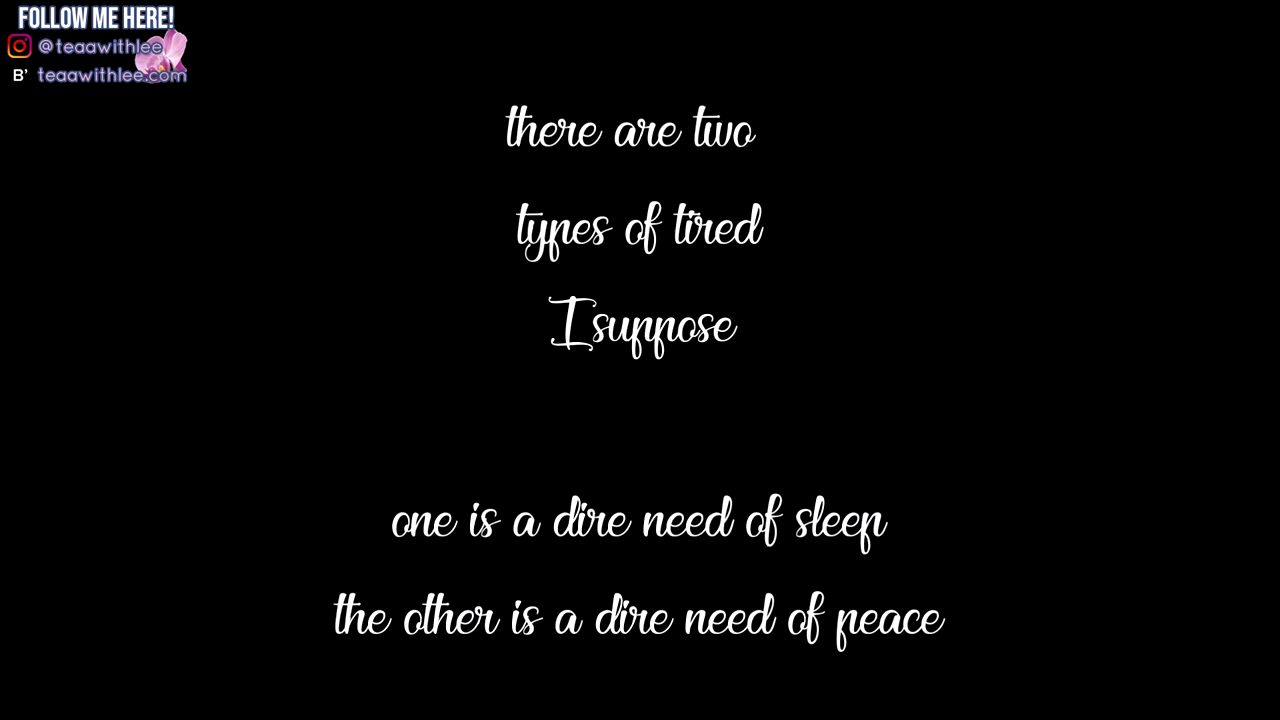 FOLLOW ME HERE!
@teaawithlee
B' teaawithlee.com
there are two
types of tired
I suppose
one is a dire need of sleep
the other is a dire need of peace